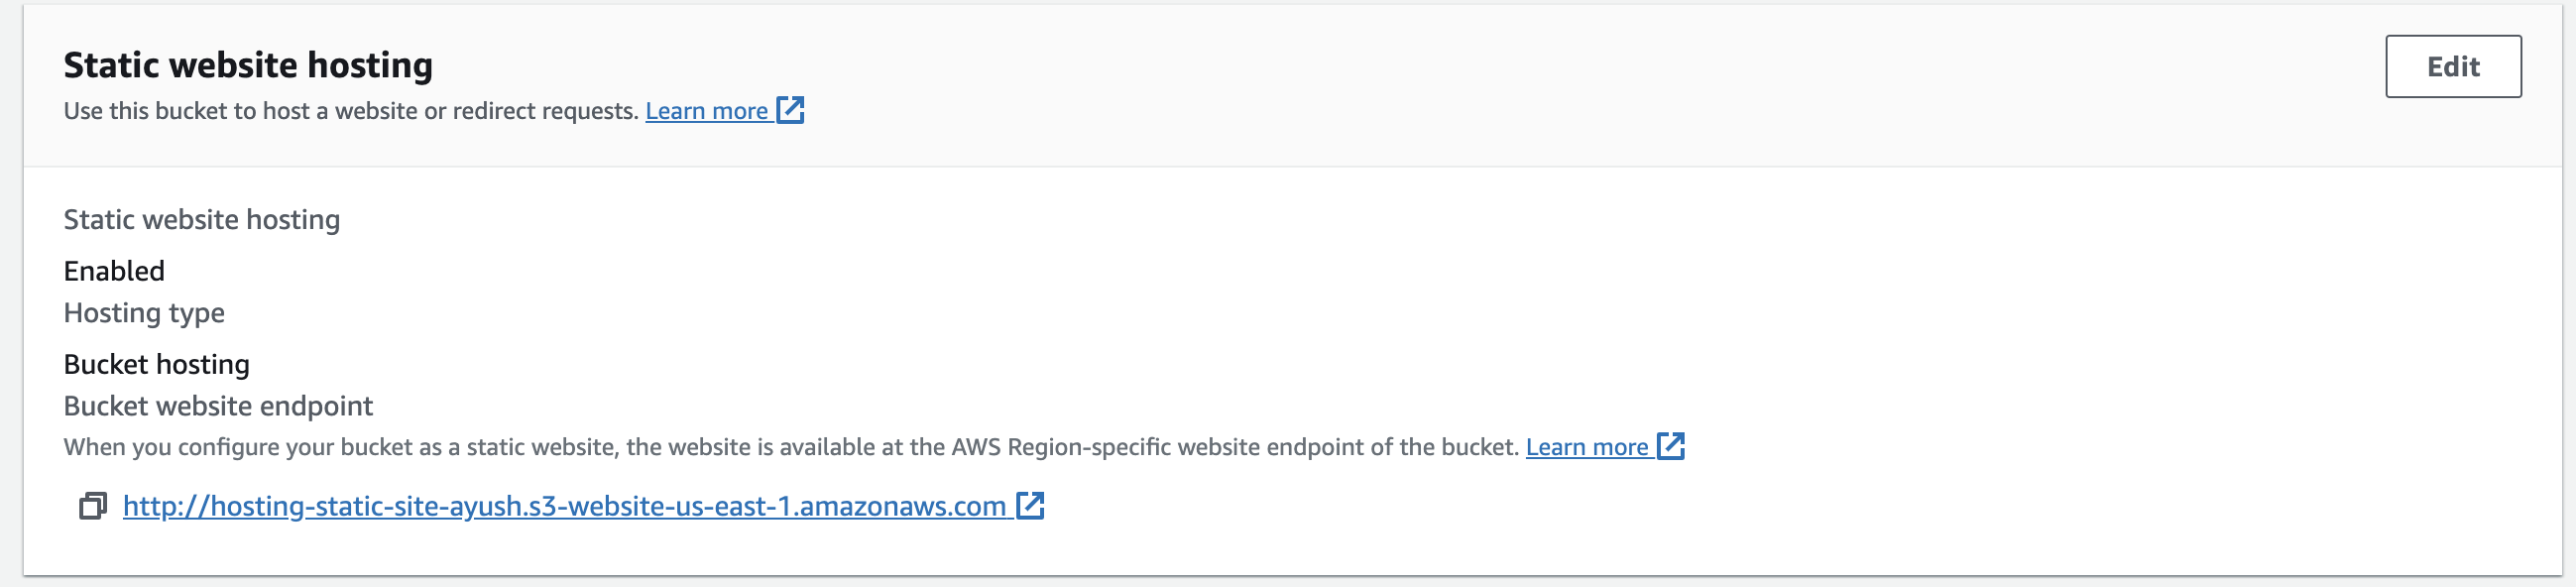 Static website hosting
Edit
Use this bucket to host a website or redirect requests. Learn more
Static website hosting
Enabled
Hosting type
Bucket hosting
Bucket website endpoint
When you configure your bucket as a static website, the website is available at the AWS Region-specific website endpoint of the bucket. Learn more
http://hosting-static-site-ayush.s3-website-us-east-1.amazonaws.com